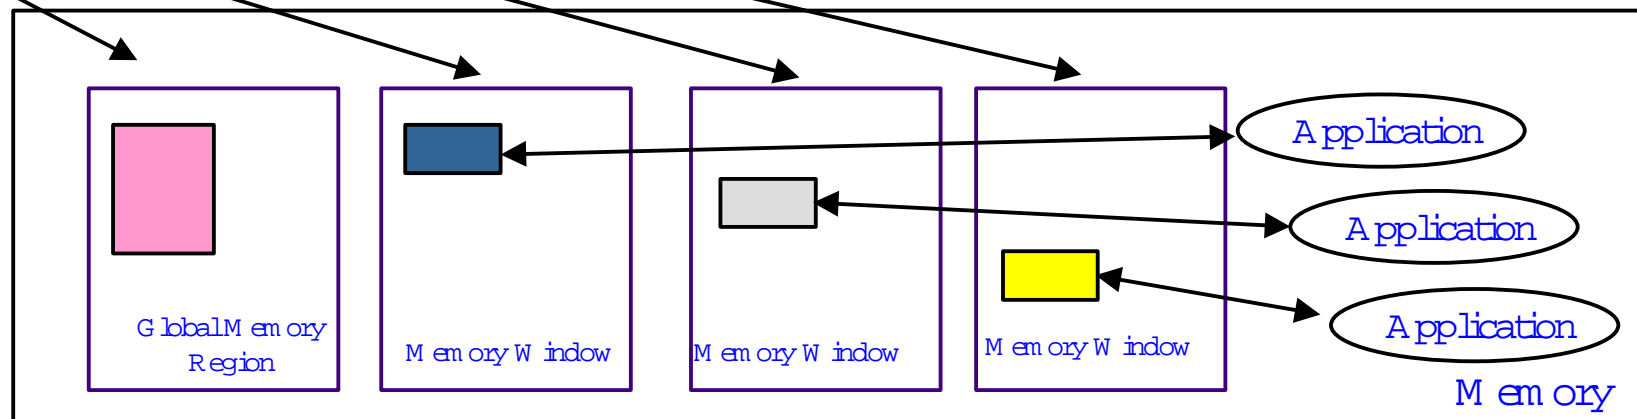 Application
Application
Application
Global Memory
Region
Memory Window
Memory Window
Memory Window
Memory